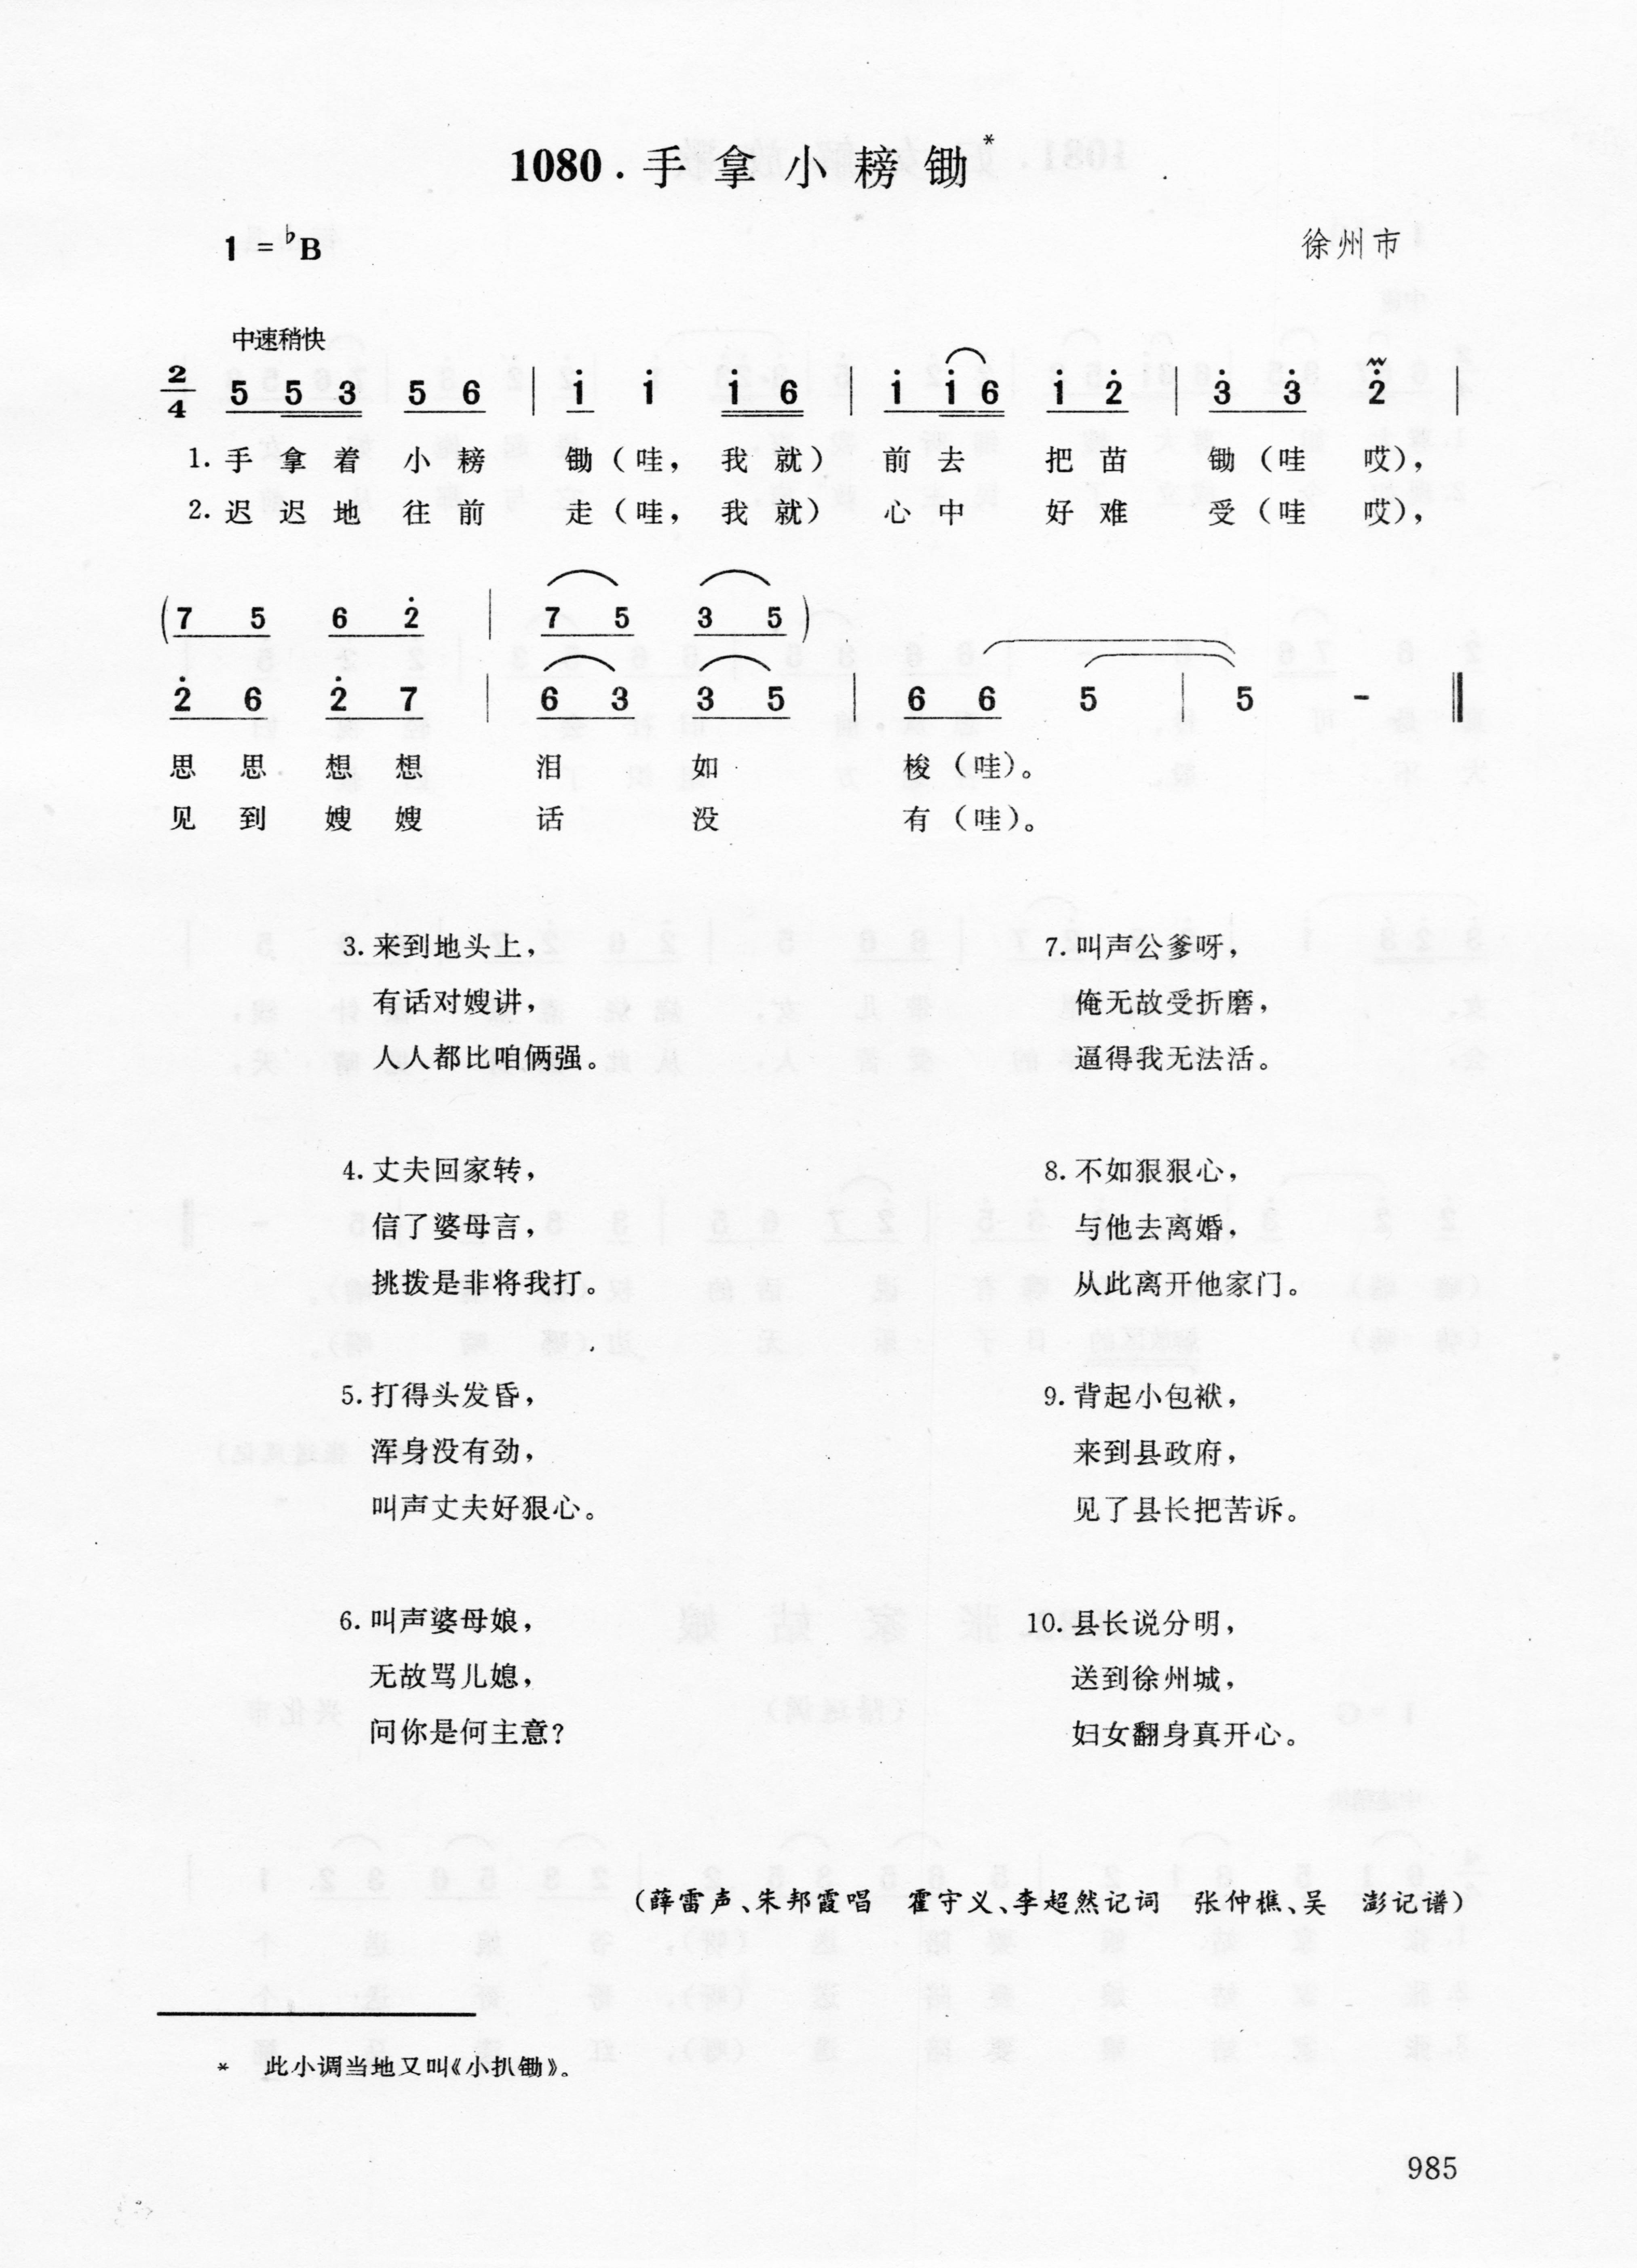 1080. 手拿小耪锄*
1 = ♭B
徐州市
中速稍快
2/4 5 5 3 5 6 | i i i 6 | i i 6 i 2̇ | 3̇ 3̇ 2̇ |
1. 手 拿 着 小 耪 锄（哇， 我 就） 前 去 把 苗 锄（哇 哎），
2. 迟 迟 地 往 前 走（哇， 我 就） 心 中 好 难 受（哇 哎），
(7 5 6 2̇ | 7 5 3 5)
2̇ 6 2̇ 7 | 6 3 3 5 | 6 6 5 | 5 - ‖
思 思 想 想 泪 如 梭（哇）。
见 到 嫂 嫂 话 没 有（哇）。
3. 来到地头上，
有话对嫂讲，
人人都比咱俩强。
4. 丈夫回家转，
信了婆母言，
挑拨是非将我打。
5. 打得头发昏，
浑身没有劲，
叫声丈夫好狠心。
6. 叫声婆母娘，
无故骂儿媳，
问你是何主意？
7. 叫声公爹呀，
俺无故受折磨，
逼得我无法活。
8. 不如狠狠心，
与他去离婚，
从此离开他家门。
9. 背起小包袱，
来到县政府，
见了县长把苦诉。
10. 县长说分明，
送到徐州城，
妇女翻身真开心。
（薛雷声、朱邦霞唱 霍守义、李超然记词 张仲樵、吴 澎记谱）
* 此小调当地又叫《小扒锄》。
985